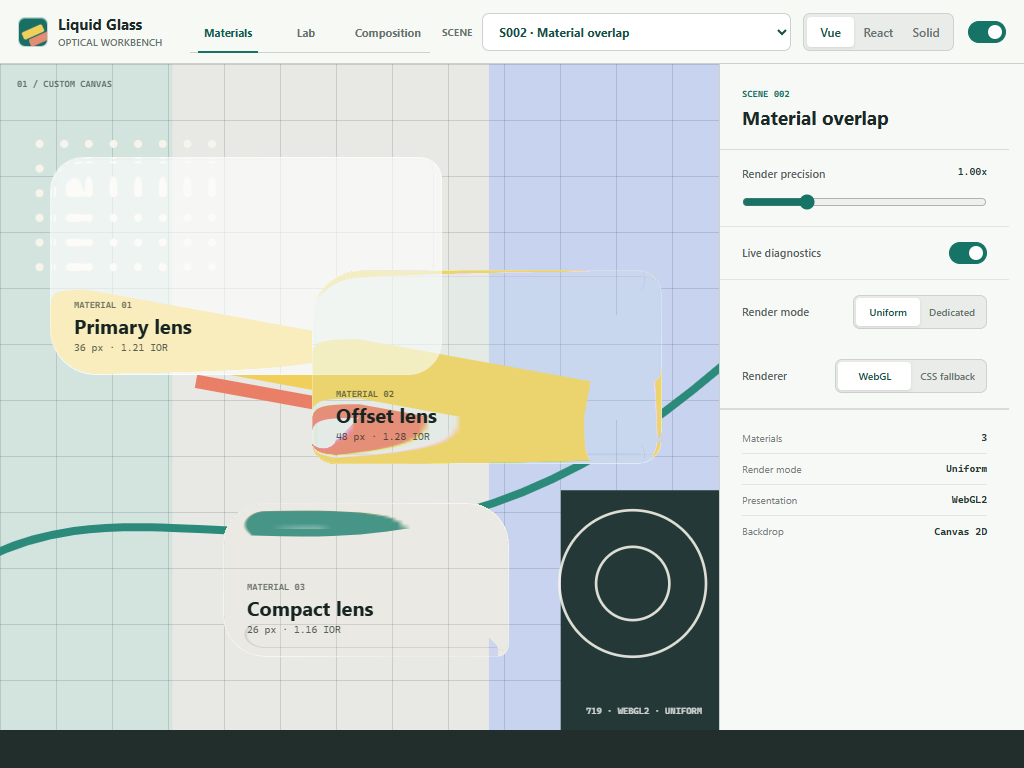 Liquid Glass
OPTICAL WORKBENCH
Materials
Lab
Composition
SCENE
S002 · Material overlap
Vue
React
Solid
01 / CUSTOM CANVAS
MATERIAL 01
Primary lens
36 px · 1.21 IOR
MATERIAL 02
Offset lens
48 px · 1.28 IOR
MATERIAL 03
Compact lens
26 px · 1.16 IOR
719 · WEBGL2 · UNIFORM
SCENE 002
Material overlap
Render precision
1.00x
Live diagnostics
Render mode
Uniform
Dedicated
Renderer
WebGL
CSS fallback
Materials
3
Render mode
Uniform
Presentation
WebGL2
Backdrop
Canvas 2D